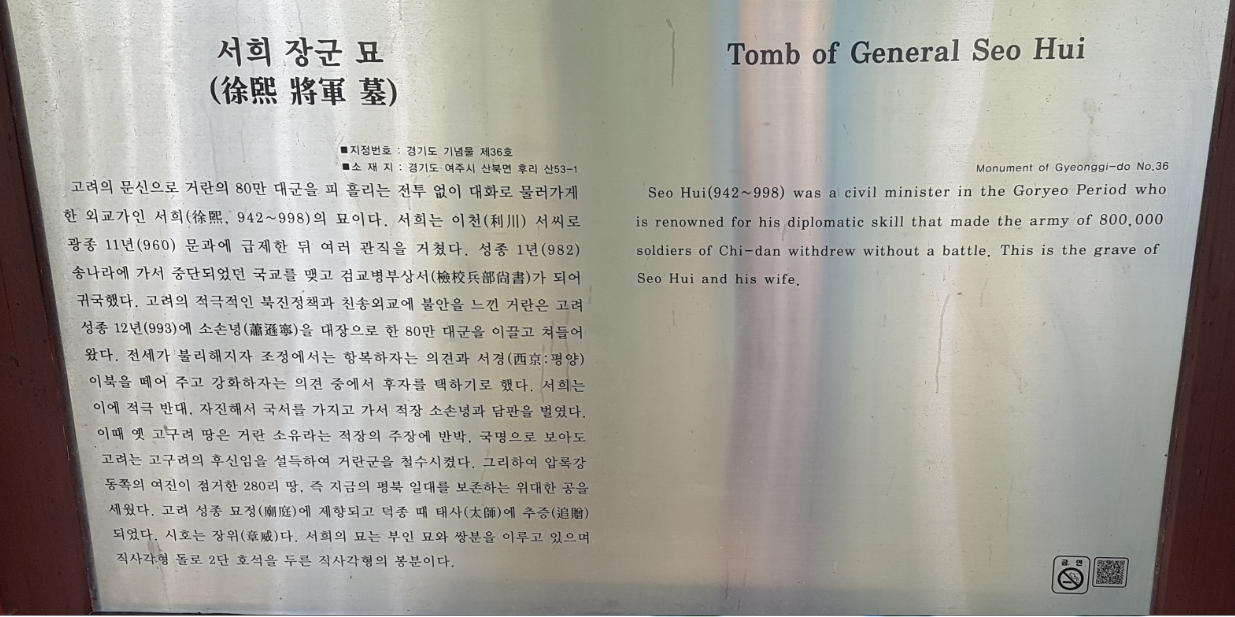 서희 장군 묘
(徐熙 將軍 墓)
■지정번호 : 경기도 기념물 제36호
■소 재 지 : 경기도 여주시 산북면 후리 산53-1
고려의 문신으로 거란의 80만 대군을 피 흘리는 전투 없이 대화로 물러가게
한 외교가인 서희(徐熙, 942~998)의 묘이다. 서희는 이천(利川) 서씨로
광종 11년(960) 문과에 급제한 뒤 여러 관직을 거쳤다. 성종 1년(982)
송나라에 가서 중단되었던 국교를 맺고 검교병부상서(檢校兵部尙書)가 되어
귀국했다. 고려의 적극적인 북진정책과 친송외교에 불안을 느낀 거란은 고려
성종 12년(993)에 소손녕(蕭遜寧)을 대장으로 한 80만 대군을 이끌고 쳐들어
왔다. 전세가 불리해지자 조정에서는 항복하자는 의견과 서경(西京:평양)
이북을 떼어 주고 강화하자는 의견 중에서 후자를 택하기로 했다. 서희는
이에 적극 반대, 자진해서 국서를 가지고 가서 적장 소손녕과 담판을 벌였다.
이때 옛 고구려 땅은 거란 소유라는 적장의 주장에 반박, 국명으로 보아도
고려는 고구려의 후신임을 설득하여 거란군을 철수시켰다. 그리하여 압록강
동쪽의 여진이 점거한 280리 땅, 즉 지금의 평북 일대를 보존하는 위대한 공을
세웠다. 고려 성종 묘정(廟庭)에 제향되고 덕종 때 태사(太師)에 추증(追贈)
되었다. 시호는 장위(章威)다. 서희의 묘는 부인 묘와 쌍분을 이루고 있으며
직사각형 돌로 2단 호석을 두른 직사각형의 봉분이다.
Tomb of General Seo Hui
Monument of Gyeonggi-do No.36
Seo Hui(942~998) was a civil minister in the Goryeo Period who
is renowned for his diplomatic skill that made the army of 800,000
soldiers of Chi-dan withdrew without a battle. This is the grave of
Seo Hui and his wife.
금 연